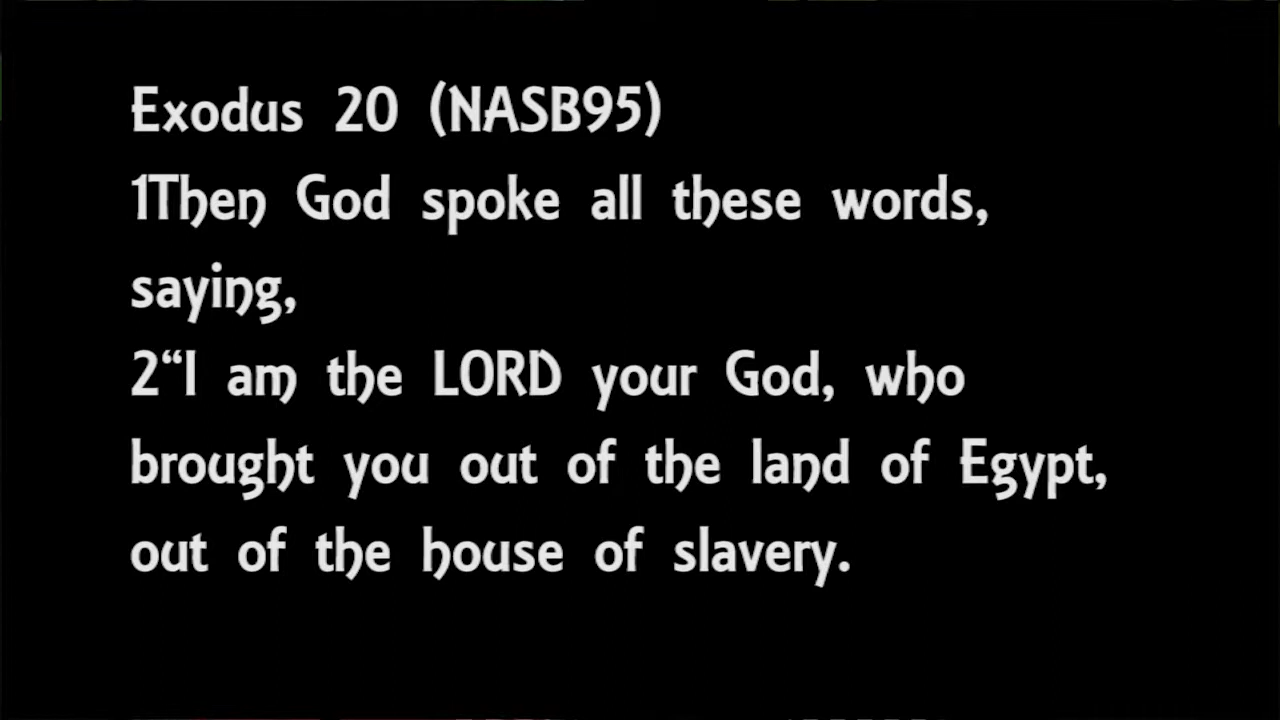 Exodus 20 (NASB95)
1Then God spoke all these words,
saying,
2“I am the LORD your God, who
brought you out of the land of Egypt,
out of the house of slavery.